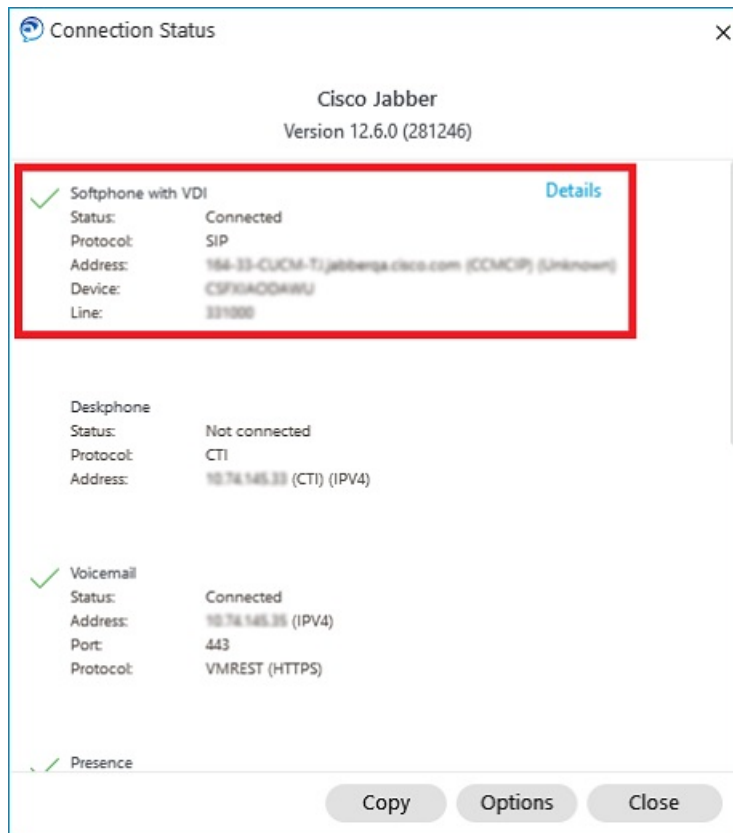 Connection Status
Cisco Jabber
Version 12.6.0 (281246)
Softphone with VDI Details
Status: Connected
Protocol: SIP
Address:
Device:
Line:
Deskphone
Status: Not connected
Protocol: CTI
Address: (CTI) (IPV4)
Voicemail
Status: Connected
Address: (IPV4)
Port: 443
Protocol: VMREST (HTTPS)
Presence
Copy Options Close